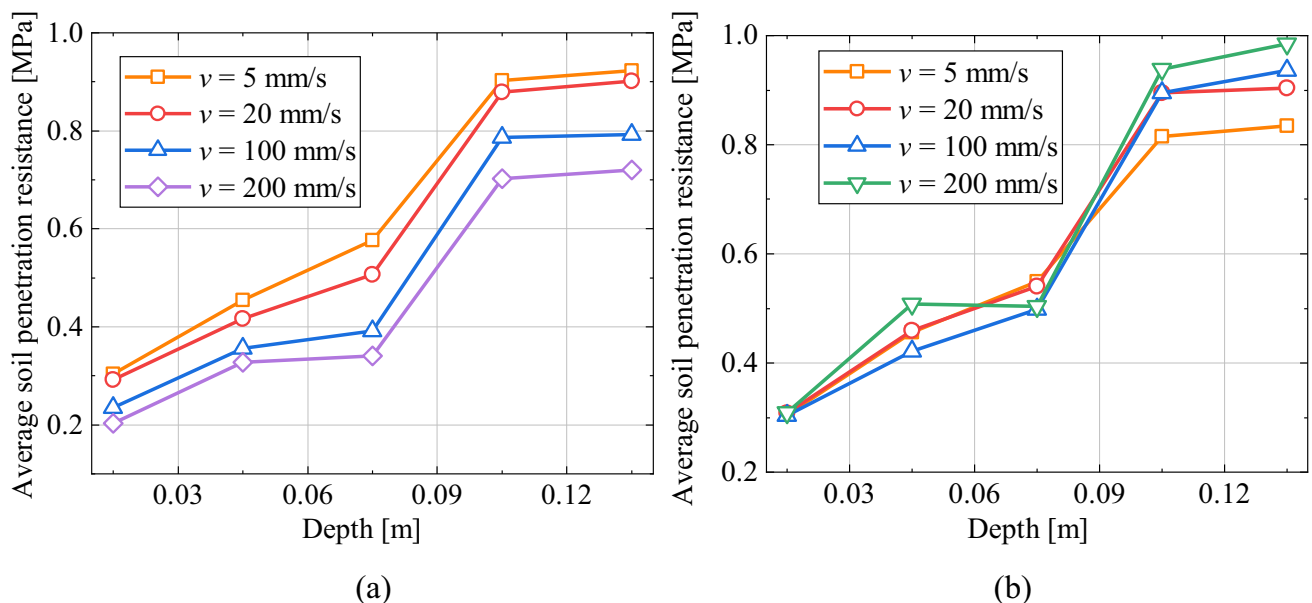 (a)
Average soil penetration resistance [MPa]
1.0
0.8
0.6
0.4
0.2
v = 5 mm/s
v = 20 mm/s
v = 100 mm/s
v = 200 mm/s
0.03 0.06 0.09 0.12
Depth [m]
(a)
(b)
Average soil penetration resistance [MPa]
1.0
0.8
0.6
0.4
0.2
v = 5 mm/s
v = 20 mm/s
v = 100 mm/s
v = 200 mm/s
0.03 0.06 0.09 0.12
Depth [m]
(b)